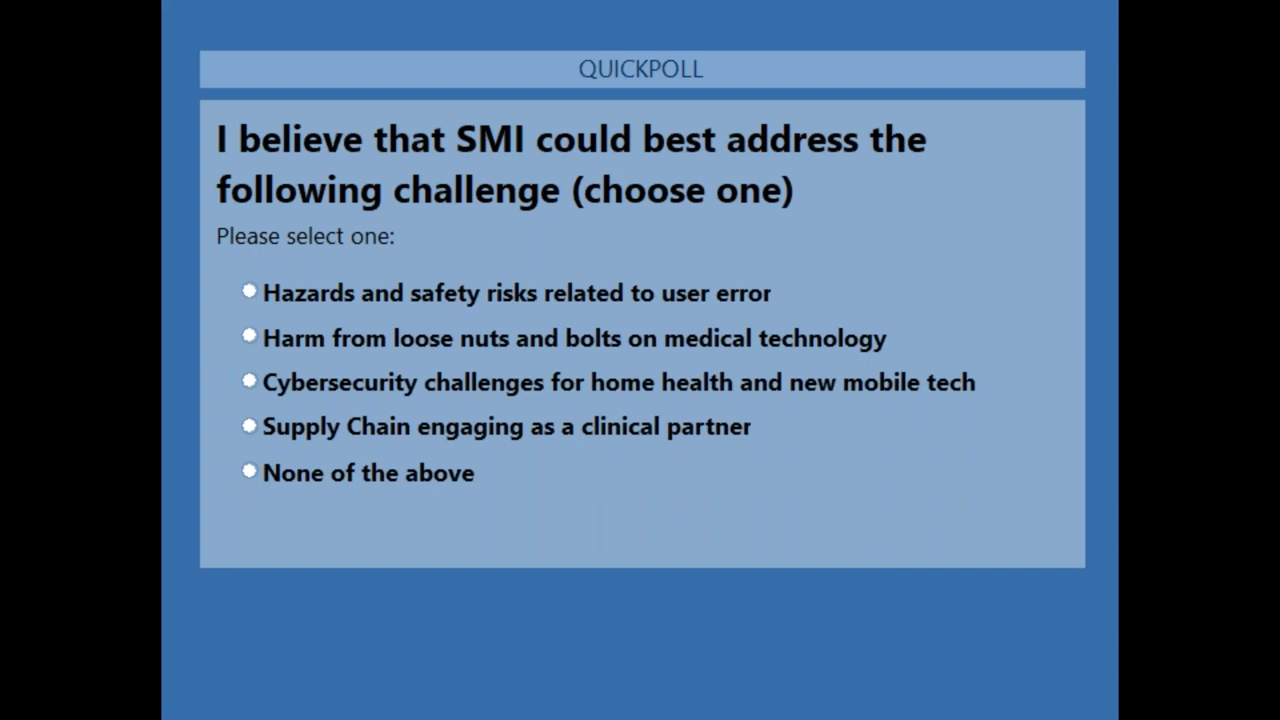 QUICKPOLL
I believe that SMI could best address the
following challenge (choose one)
Please select one:
Hazards and safety risks related to user error
Harm from loose nuts and bolts on medical technology
Cybersecurity challenges for home health and new mobile tech
Supply Chain engaging as a clinical partner
None of the above